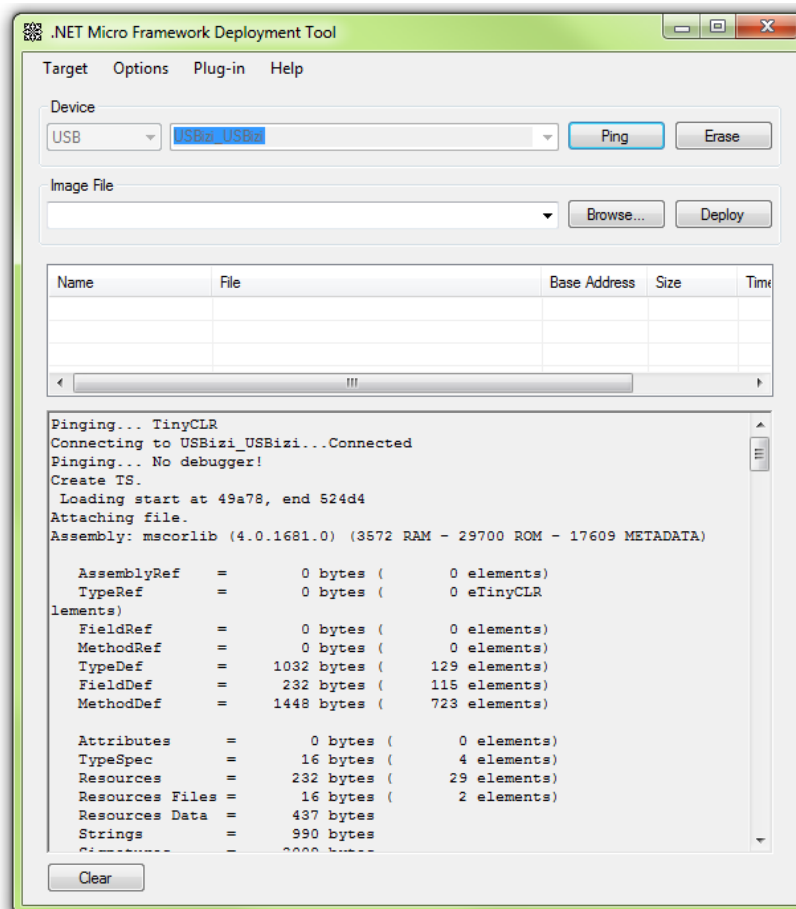 .NET Micro Framework Deployment Tool
Target Options Plug-in Help
Device
USB USBizi_USBizi Ping Erase
Image File
Browse... Deploy
Name File Base Address Size Time
Pinging... TinyCLR
Connecting to USBizi_USBizi...Connected
Pinging... No debugger!
Create TS.
Loading start at 49a78, end 524d4
Attaching file.
Assembly: mscorlib (4.0.1681.0) (3572 RAM - 29700 ROM - 17609 METADATA)
AssemblyRef = 0 bytes ( 0 elements)
TypeRef = 0 bytes ( 0 eTinyCLR
lements)
FieldRef = 0 bytes ( 0 elements)
MethodRef = 0 bytes ( 0 elements)
TypeDef = 1032 bytes ( 129 elements)
FieldDef = 232 bytes ( 115 elements)
MethodDef = 1448 bytes ( 723 elements)
Attributes = 0 bytes ( 0 elements)
TypeSpec = 16 bytes ( 4 elements)
Resources = 232 bytes ( 29 elements)
Resources Files = 16 bytes ( 2 elements)
Resources Data = 437 bytes
Strings = 990 bytes
Clear